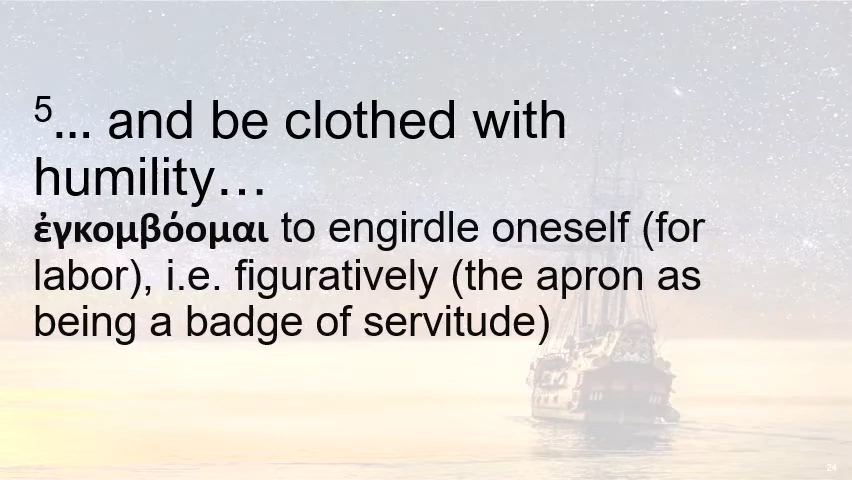 ⁵... and be clothed with
humility…
ἐγκομβόομαι to engirdle oneself (for
labor), i.e. figuratively (the apron as
being a badge of servitude)
24